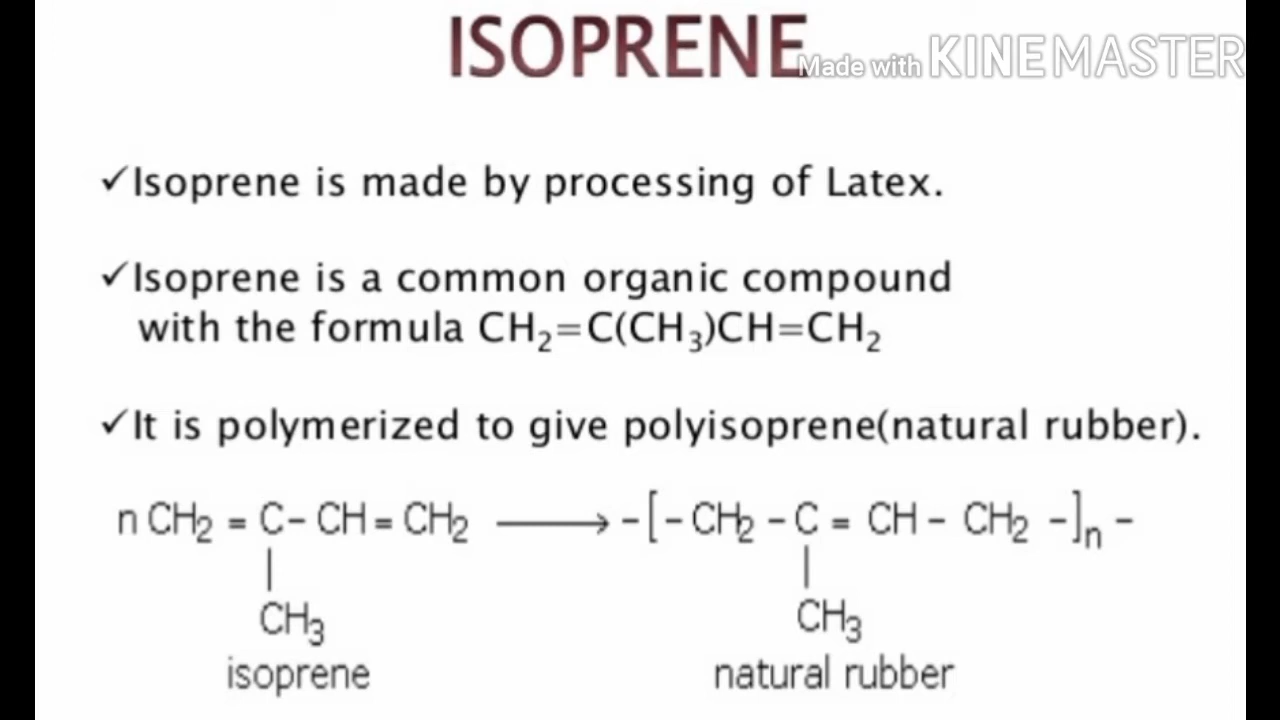 ISOPRENE
Made with KINEMASTER
✓Isoprene is made by processing of Latex.
✓Isoprene is a common organic compound
with the formula CH₂=C(CH₃)CH=CH₂
✓It is polymerized to give polyisoprene(natural rubber).
n CH₂ = C – CH = CH₂ ⟶ –[– CH₂ – C = CH – CH₂ –]ₙ –
| |
CH₃ CH₃
isoprene natural rubber